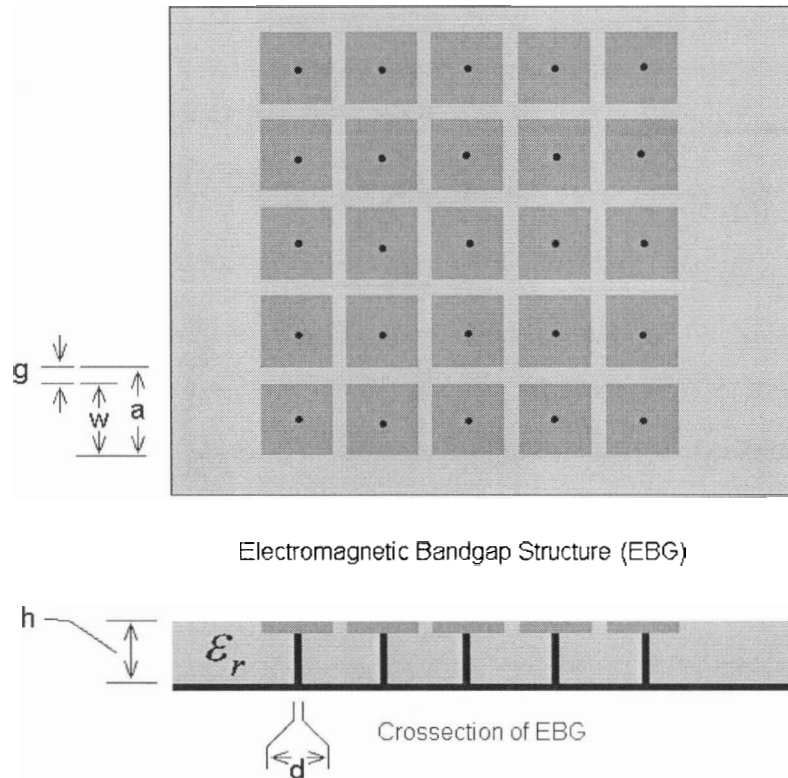 g
w
a
Electromagnetic Bandgap Structure (EBG)
h
εr
Crossection of EBG
d